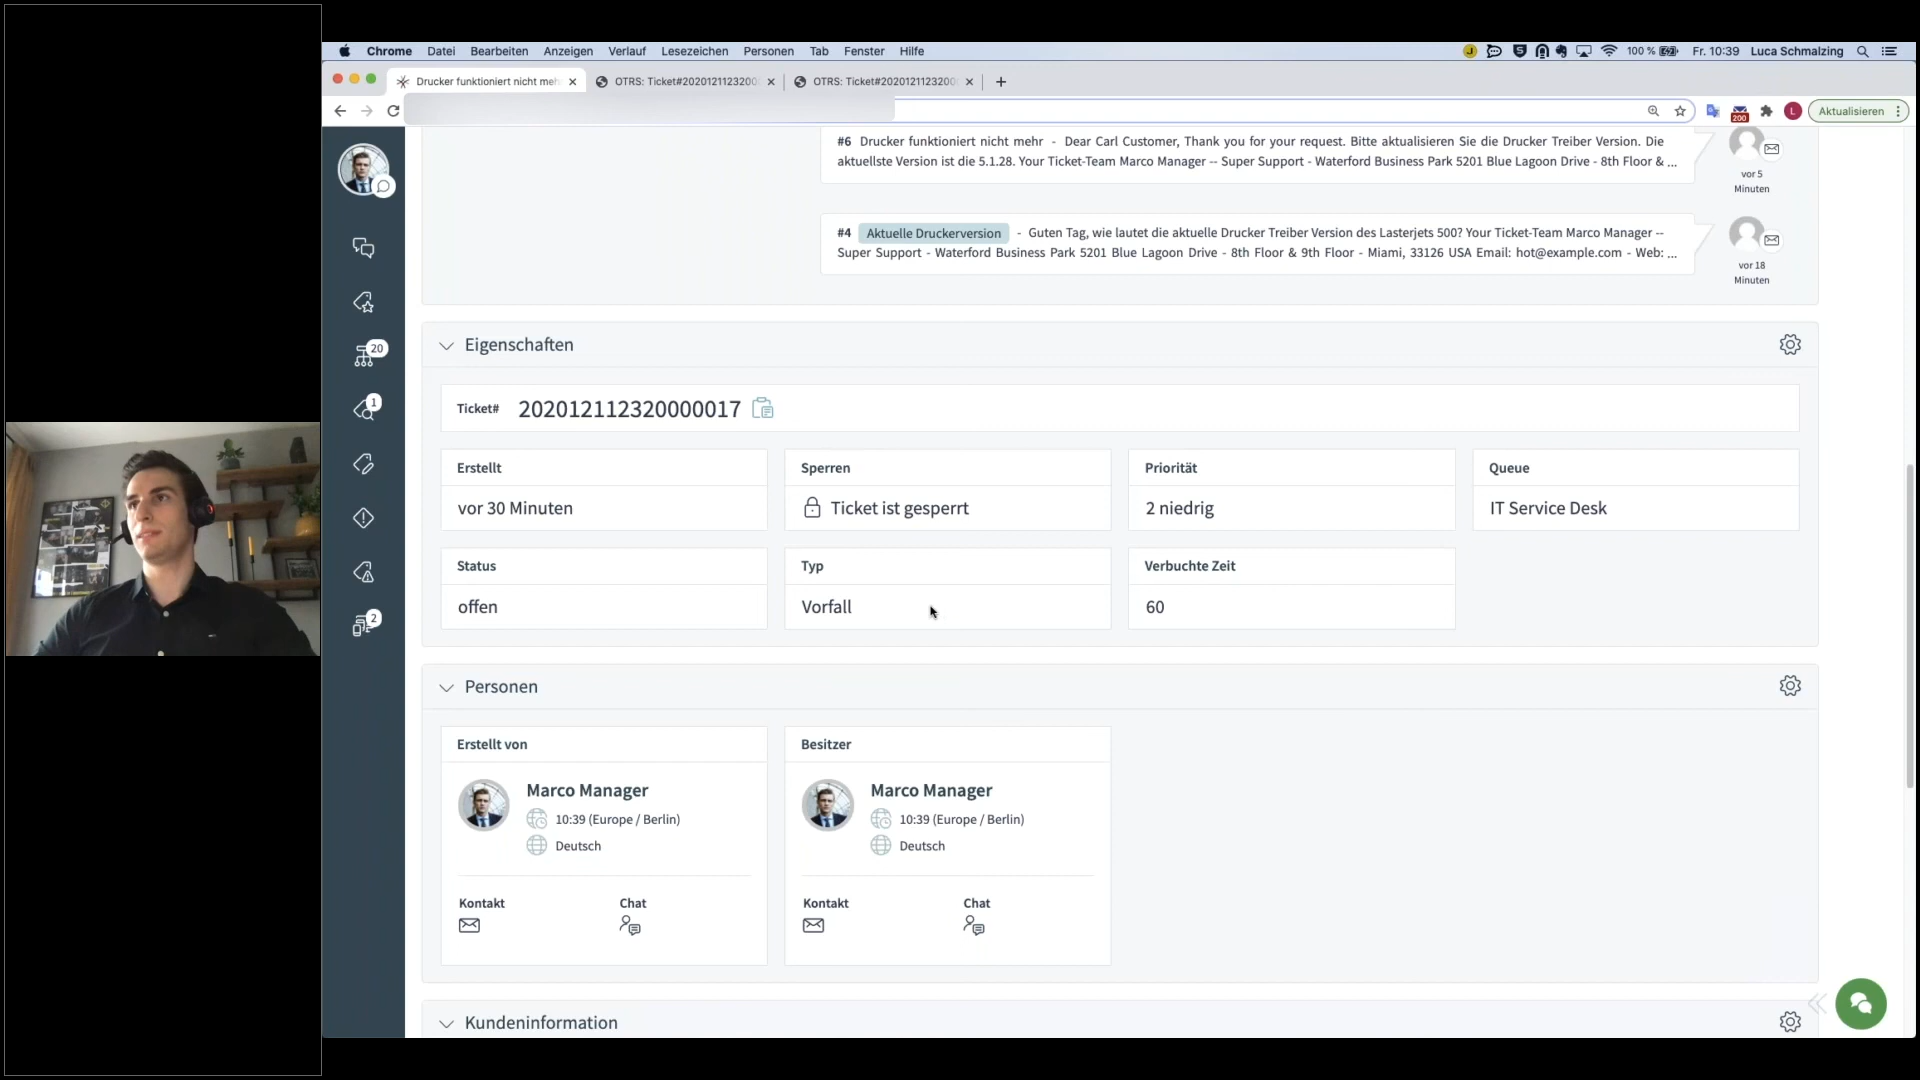 Chrome Datei Bearbeiten Anzeigen Verlauf Lesezeichen Personen Tab Fenster Hilfe
100 % Fr. 10:39 Luca Schmalzing
Drucker funktioniert nicht meh
OTRS: Ticket#20201211232000
OTRS: Ticket#20201211232000
200
L
Aktualisieren
#6 Drucker funktioniert nicht mehr - Dear Carl Customer, Thank you for your request. Bitte aktualisieren Sie die Drucker Treiber Version. Die
aktuellste Version ist die 5.1.28. Your Ticket-Team Marco Manager -- Super Support - Waterford Business Park 5201 Blue Lagoon Drive - 8th Floor & ...
vor 5
Minuten
#4 Aktuelle Druckerversion - Guten Tag, wie lautet die aktuelle Drucker Treiber Version des Lasterjets 500? Your Ticket-Team Marco Manager --
Super Support - Waterford Business Park 5201 Blue Lagoon Drive - 8th Floor & 9th Floor - Miami, 33126 USA Email: hot@example.com - Web: ...
vor 18
Minuten
20
1
2
Eigenschaften
Ticket# 202012112320000017
Erstellt
vor 30 Minuten
Sperren
Ticket ist gesperrt
Priorität
2 niedrig
Queue
IT Service Desk
Status
offen
Typ
Vorfall
Verbuchte Zeit
60
Personen
Erstellt von
Marco Manager
10:39 (Europe / Berlin)
Deutsch
Kontakt
Chat
Besitzer
Marco Manager
10:39 (Europe / Berlin)
Deutsch
Kontakt
Chat
Kundeninformation